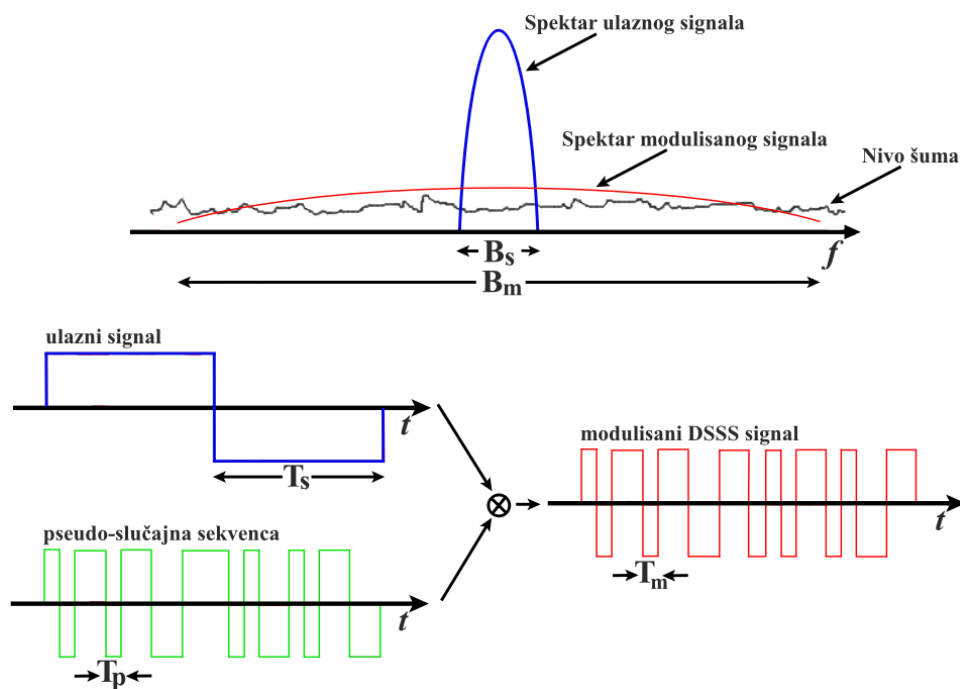 Spektar ulaznog signala
Spektar modulisanog signala
Nivo šuma
Bs
f
Bm
ulazni signal
t
Ts
modulisani DSSS signal
t
Tm
pseudo-slučajna sekvenca
t
Tp